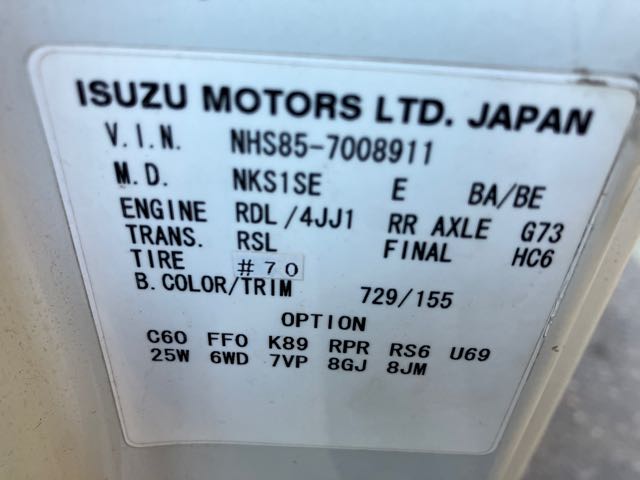 ISUZU MOTORS LTD. JAPAN
V.I.N. NHS85-7008911
M.D. NKS1SE E BA/BE
ENGINE RDL/4JJ1 RR AXLE G73
TRANS. RSL FINAL HC6
TIRE #70
B.COLOR/TRIM 729/155
OPTION
C60 FF0 K89 RPR RS6 U69
25W 6WD 7VP 8GJ 8JM